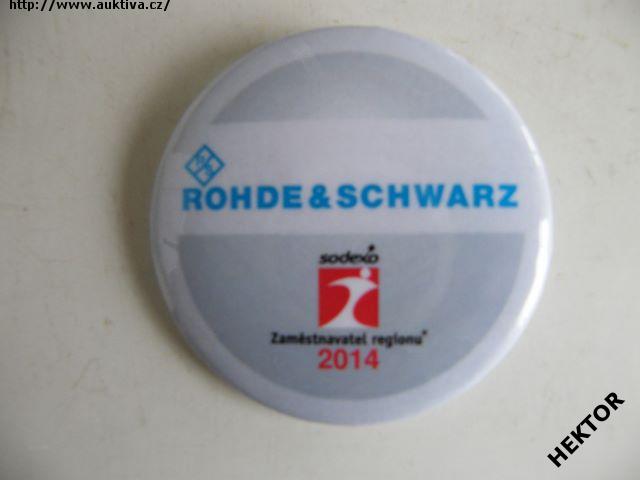 http://www.auktiva.cz/
R&S
ROHDE & SCHWARZ
sodexo
Zaměstnavatel regionu*
2014
HEKTOR